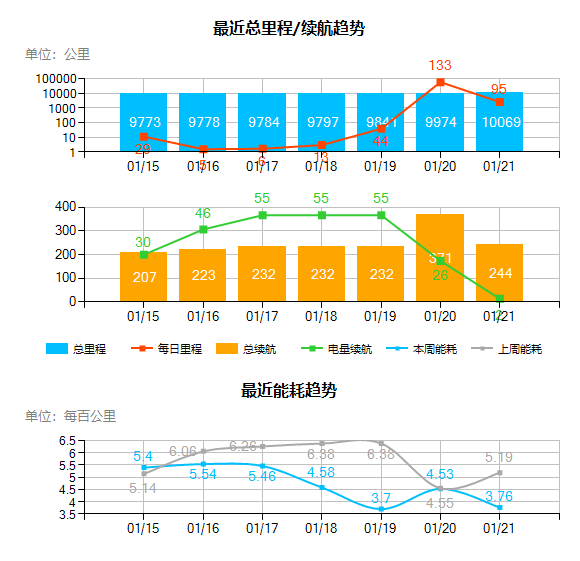 最近总里程/续航趋势
单位：公里
133
100000
10000 95
1000 9773 9778 9784 9797 9841 9974 10069
100
10 29 5 6 13 44
1
01/15 01/16 01/17 01/18 01/19 01/20 01/21
400 55 55 55
300 30 46
200 207 223 232 232 232 371 244
100 26
0 2
01/15 01/16 01/17 01/18 01/19 01/20 01/21
总里程 每日里程 总续航 电量续航 本周能耗 上周能耗
最近能耗趋势
单位：每百公里
6.5
6 6.06 6.26 6.38 6.38
5.5 5.4 5.54 5.46 4.58 4.53 5.19
5 5.14
4.5 3.7 4.55 3.76
4
3.5
01/15 01/16 01/17 01/18 01/19 01/20 01/21